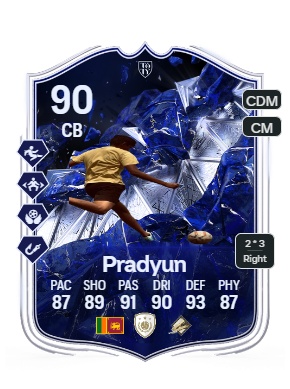 TOTY
90
CB
CDM
CM
2*3
Right
Pradyun
PAC SHO PAS DRI DEF PHY
87 89 91 90 93 87